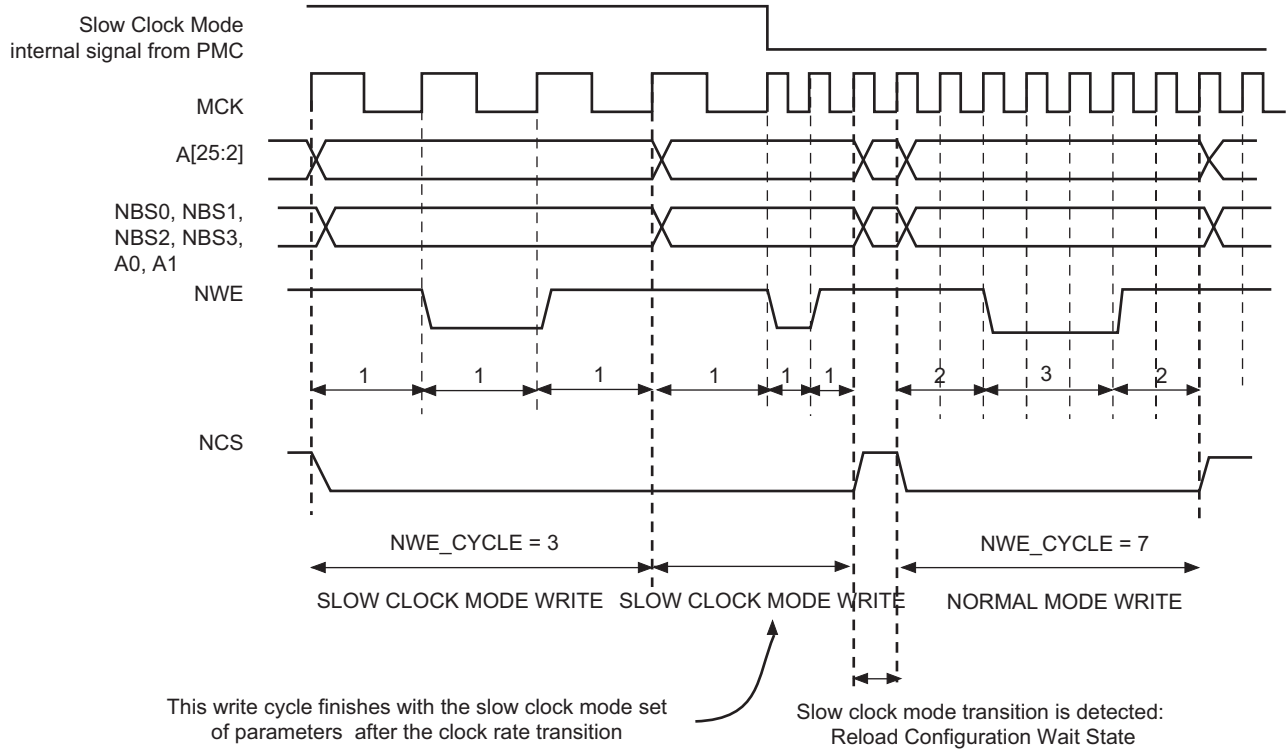 Slow Clock Mode
internal signal from PMC
MCK
A[25:2]
NBS0, NBS1,
NBS2, NBS3,
A0, A1
NWE
1 1 1 1 1 1 2 3 2
NCS
NWE_CYCLE = 3 NWE_CYCLE = 7
SLOW CLOCK MODE WRITE SLOW CLOCK MODE WRITE NORMAL MODE WRITE
This write cycle finishes with the slow clock mode set
of parameters after the clock rate transition
Slow clock mode transition is detected:
Reload Configuration Wait State